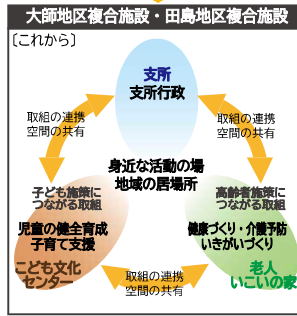 大師地区複合施設・田島地区複合施設
〔これから〕
支所
支所行政
取組の連携
空間の共有
取組の連携
空間の共有
身近な活動の場
地域の居場所
子ども施策に
つながる取組
児童の健全育成
子育て支援
こども文化
センター
高齢者施策に
つながる取組
健康づくり・介護予防
いきがいづくり
老人
いこいの家
取組の連携
空間の共有